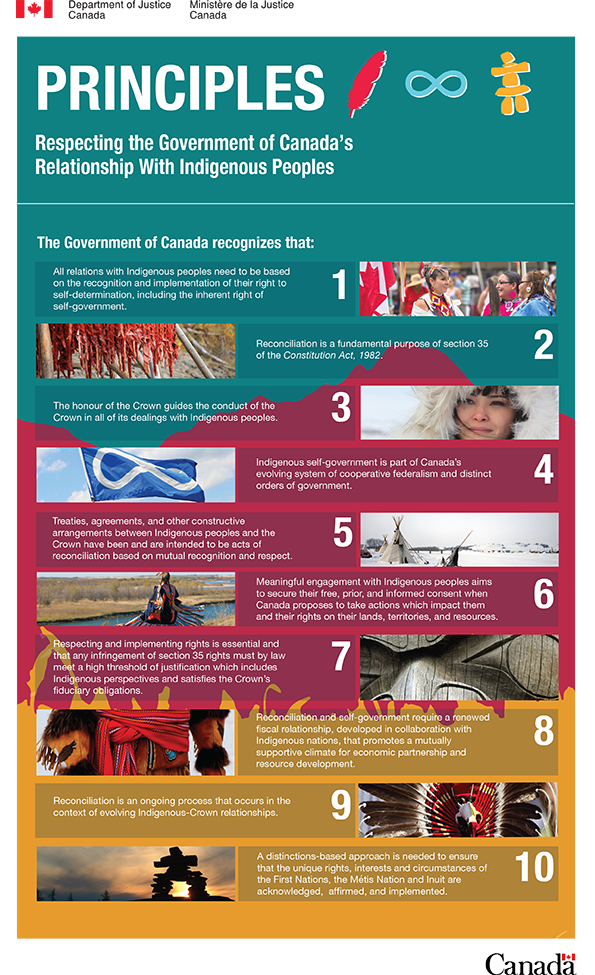 Department of Justice
Canada
Ministère de la Justice
Canada
PRINCIPLES
Respecting the Government of Canada's
Relationship With Indigenous Peoples
The Government of Canada recognizes that:
All relations with Indigenous peoples need to be based
on the recognition and implementation of their right to
self-determination, including the inherent right of
self-government.
1
Reconciliation is a fundamental purpose of section 35
of the Constitution Act, 1982.
2
The honour of the Crown guides the conduct of the
Crown in all of its dealings with Indigenous peoples.
3
Indigenous self-government is part of Canada's
evolving system of cooperative federalism and distinct
orders of government.
4
Treaties, agreements, and other constructive
arrangements between Indigenous peoples and the
Crown have been and are intended to be acts of
reconciliation based on mutual recognition and respect.
5
Meaningful engagement with Indigenous peoples aims
to secure their free, prior, and informed consent when
Canada proposes to take actions which impact them
and their rights on their lands, territories, and resources.
6
Respecting and implementing rights is essential and
that any infringement of section 35 rights must by law
meet a high threshold of justification which includes
Indigenous perspectives and satisfies the Crown's
fiduciary obligations.
7
Reconciliation and self-government require a renewed
fiscal relationship, developed in collaboration with
Indigenous nations, that promotes a mutually
supportive climate for economic partnership and
resource development.
8
Reconciliation is an ongoing process that occurs in the
context of evolving Indigenous-Crown relationships.
9
A distinctions-based approach is needed to ensure
that the unique rights, interests and circumstances of
the First Nations, the Métis Nation and Inuit are
acknowledged, affirmed, and implemented.
10
Canada